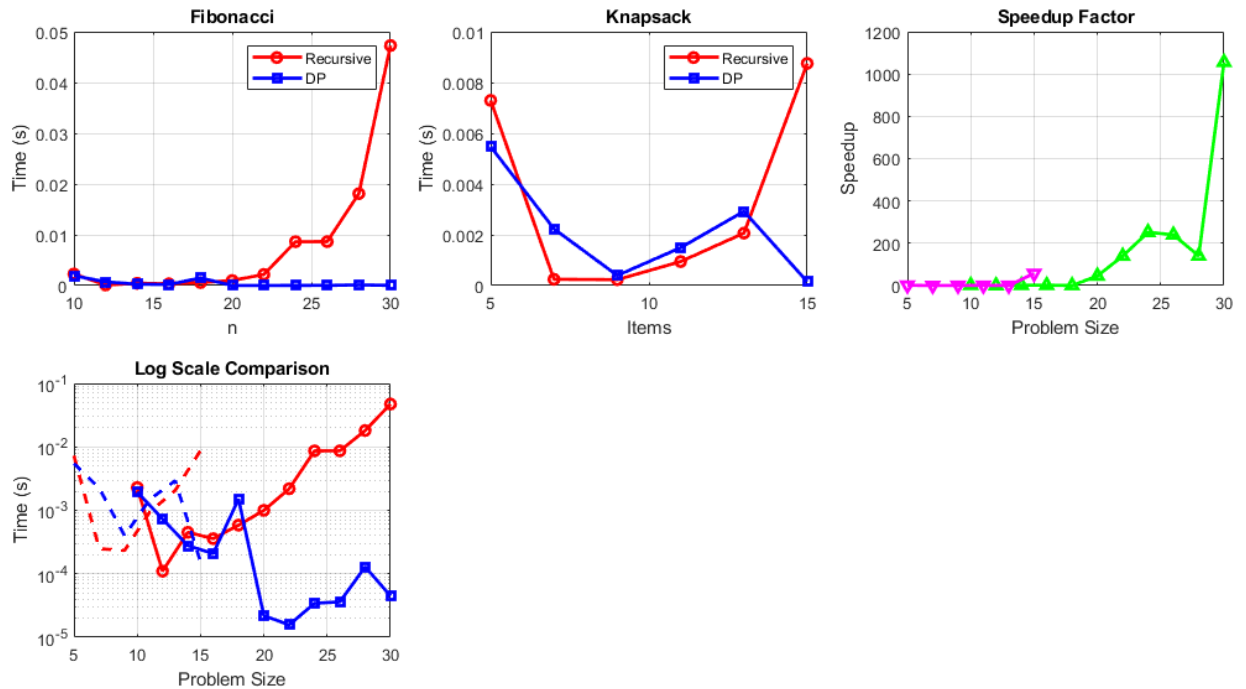 Fibonacci
0.05
0.04
0.03
0.02
0.01
0
Time (s)
10
15
20
25
30
n
Recursive
DP
Knapsack
0.01
0.008
0.006
0.004
0.002
0
Time (s)
5
10
15
Items
Recursive
DP
Speedup Factor
1200
1000
800
600
400
200
0
Speedup
5
10
15
20
25
30
Problem Size
Log Scale Comparison
10^-1
10^-2
10^-3
10^-4
10^-5
Time (s)
5
10
15
20
25
30
Problem Size